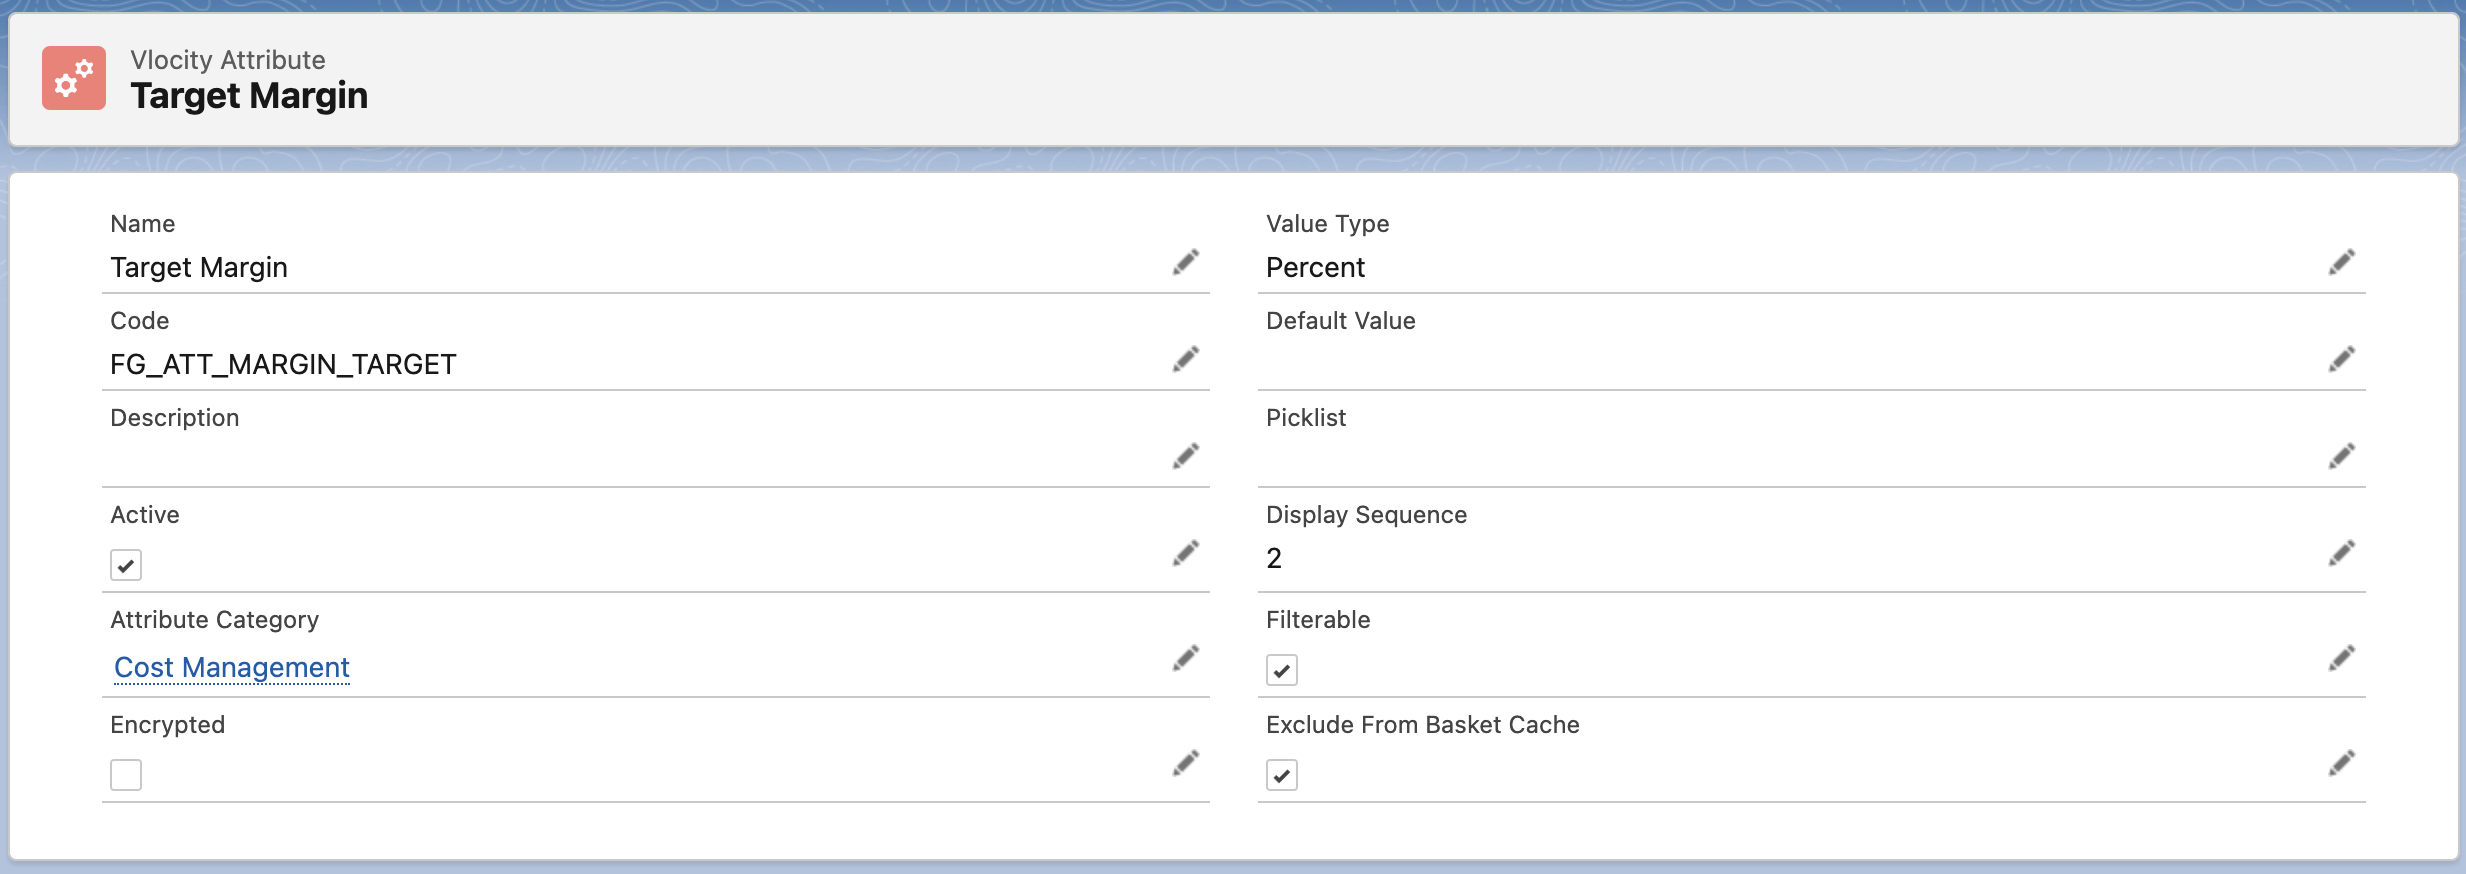 Vlocity Attribute
Target Margin
Name
Target Margin
Value Type
Percent
Code
FG_ATT_MARGIN_TARGET
Default Value
Description
Picklist
Active
Display Sequence
2
Attribute Category
Cost Management
Filterable
Encrypted
Exclude From Basket Cache